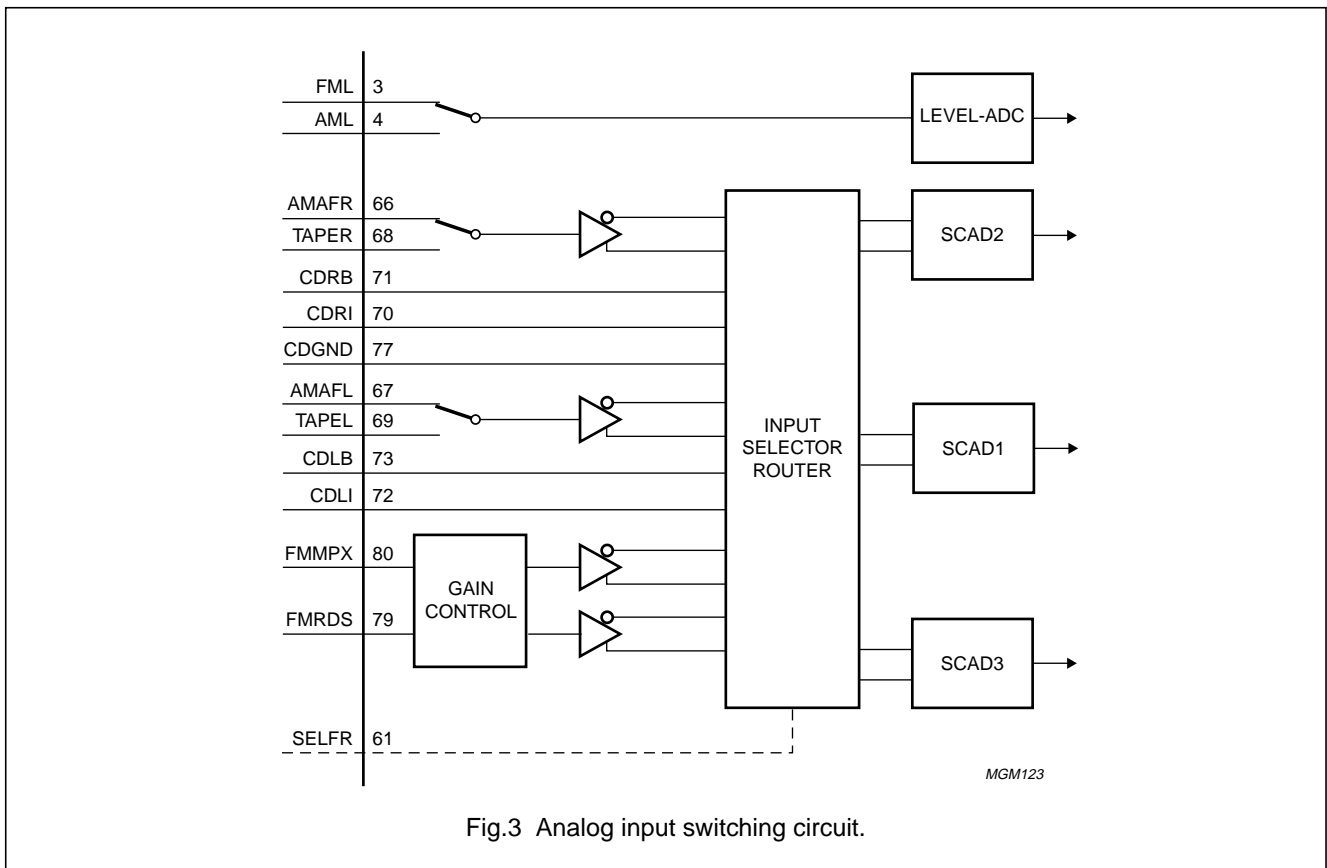 FML 3
AML 4
LEVEL-ADC
AMAFR 66
TAPER 68
SCAD2
CDRB 71
CDRI 70
CDGND 77
AMAFL 67
TAPEL 69
INPUT
SELECTOR
ROUTER
SCAD1
CDLB 73
CDLI 72
FMMPX 80
GAIN
CONTROL
FMRDS 79
SCAD3
SELFR 61
MGM123
Fig.3 Analog input switching circuit.